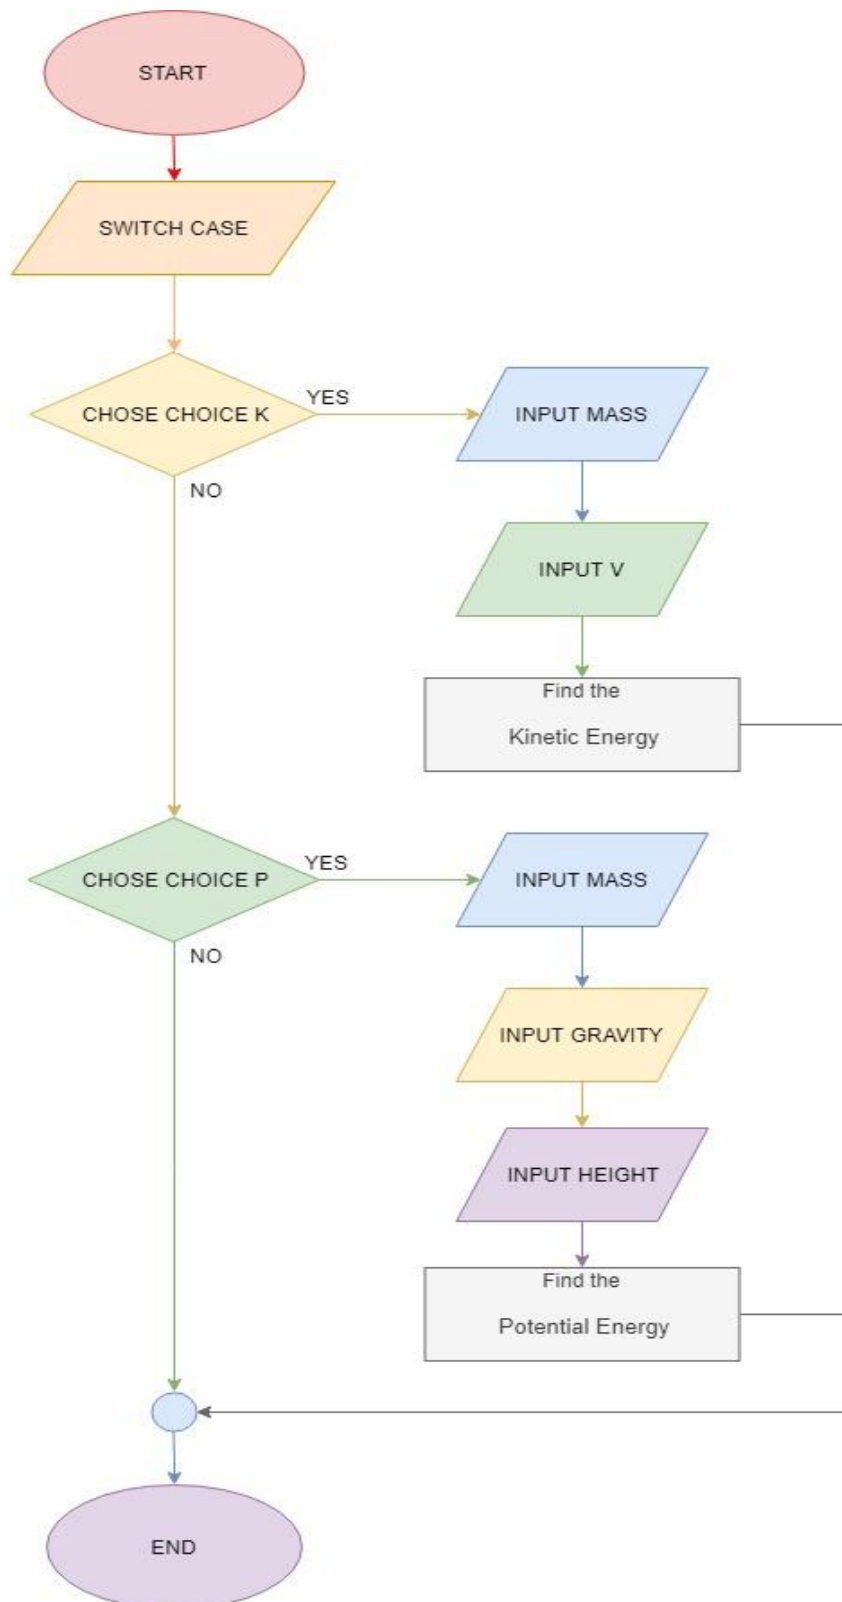 START
SWITCH CASE
CHOSE CHOICE K
YES
INPUT MASS
NO
INPUT V
Find the
Kinetic Energy
CHOSE CHOICE P
YES
INPUT MASS
NO
INPUT GRAVITY
INPUT HEIGHT
Find the
Potential Energy
END